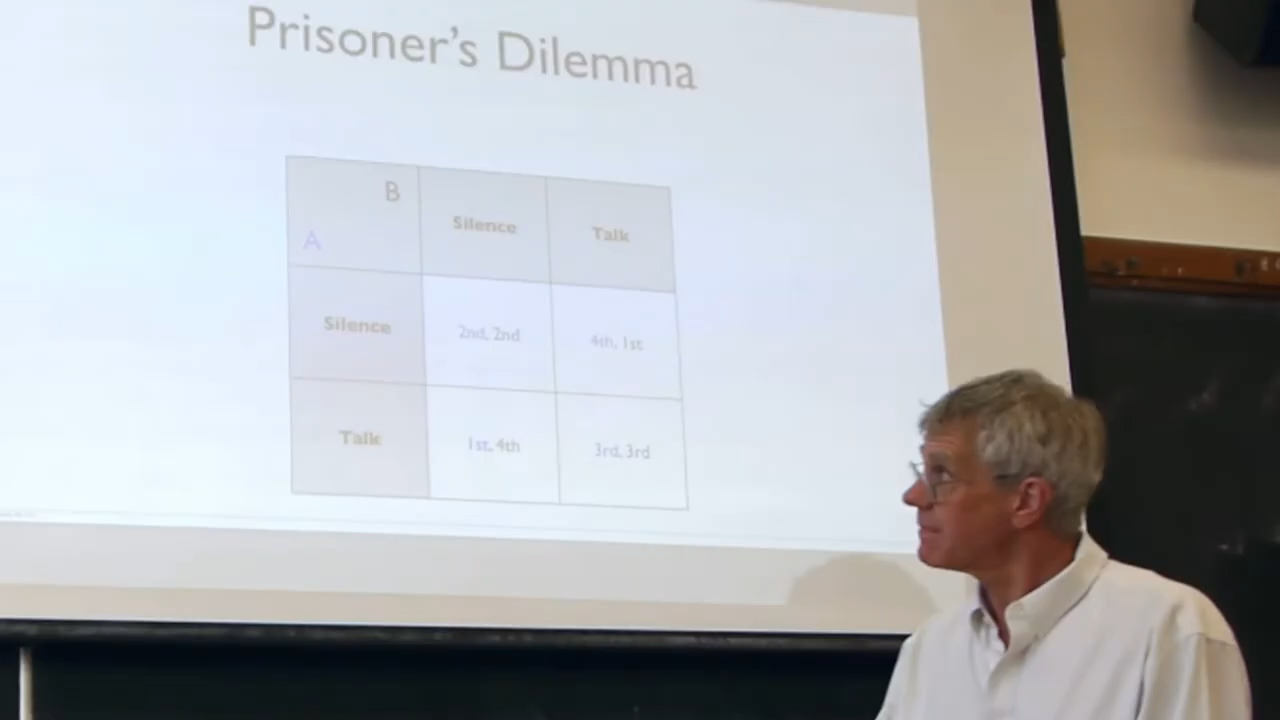 Prisoner's Dilemma
B
A
Silence
Talk
Silence
2nd, 2nd
4th, 1st
Talk
1st, 4th
3rd, 3rd